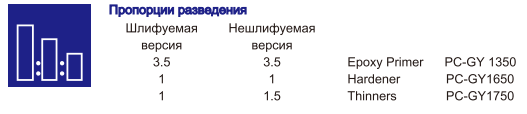 Пропорции разведения
Шлифуемая Нешлифуемая
версия версия
3.5 3.5 Epoxy Primer PC-GY 1350
1 1 Hardener PC-GY1650
1 1.5 Thinners PC-GY1750